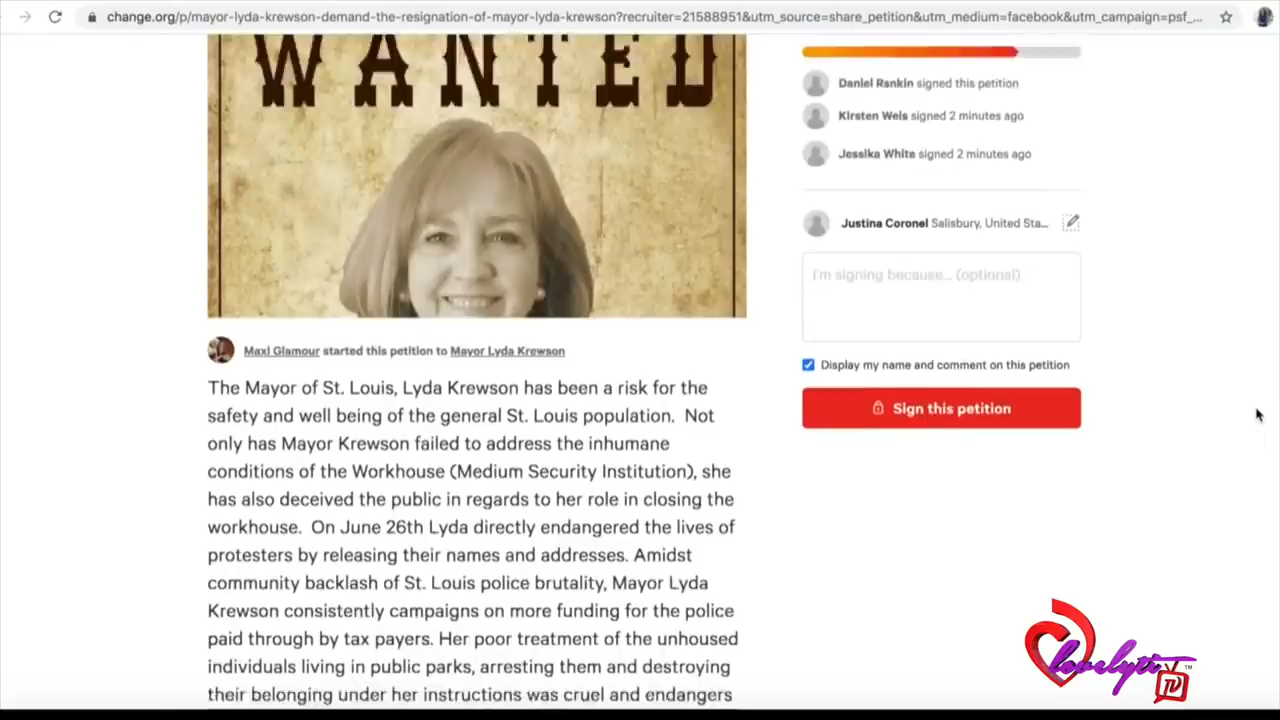 change.org/p/mayor-lyda-krewson-demand-the-resignation-of-mayor-lyda-krewson?recruiter=21588951&utm_source=share_petition&utm_medium=facebook&utm_campaign=psf_...
WANTED
Maxi Glamour started this petition to Mayor Lyda Krewson
The Mayor of St. Louis, Lyda Krewson has been a risk for the
safety and well being of the general St. Louis population.  Not
only has Mayor Krewson failed to address the inhumane
conditions of the Workhouse (Medium Security Institution), she
has also deceived the public in regards to her role in closing the
workhouse.  On June 26th Lyda directly endangered the lives of
protesters by releasing their names and addresses. Amidst
community backlash of St. Louis police brutality, Mayor Lyda
Krewson consistently campaigns on more funding for the police
paid through by tax payers. Her poor treatment of the unhoused
individuals living in public parks, arresting them and destroying
their belonging under her instructions was cruel and endangers
Daniel Rankin signed this petition
Kirsten Weis signed 2 minutes ago
Jessika White signed 2 minutes ago
Justina Coronel Salisbury, United Sta...
I'm signing because... (optional)
Display my name and comment on this petition
Sign this petition
lovelyti
TV
TM